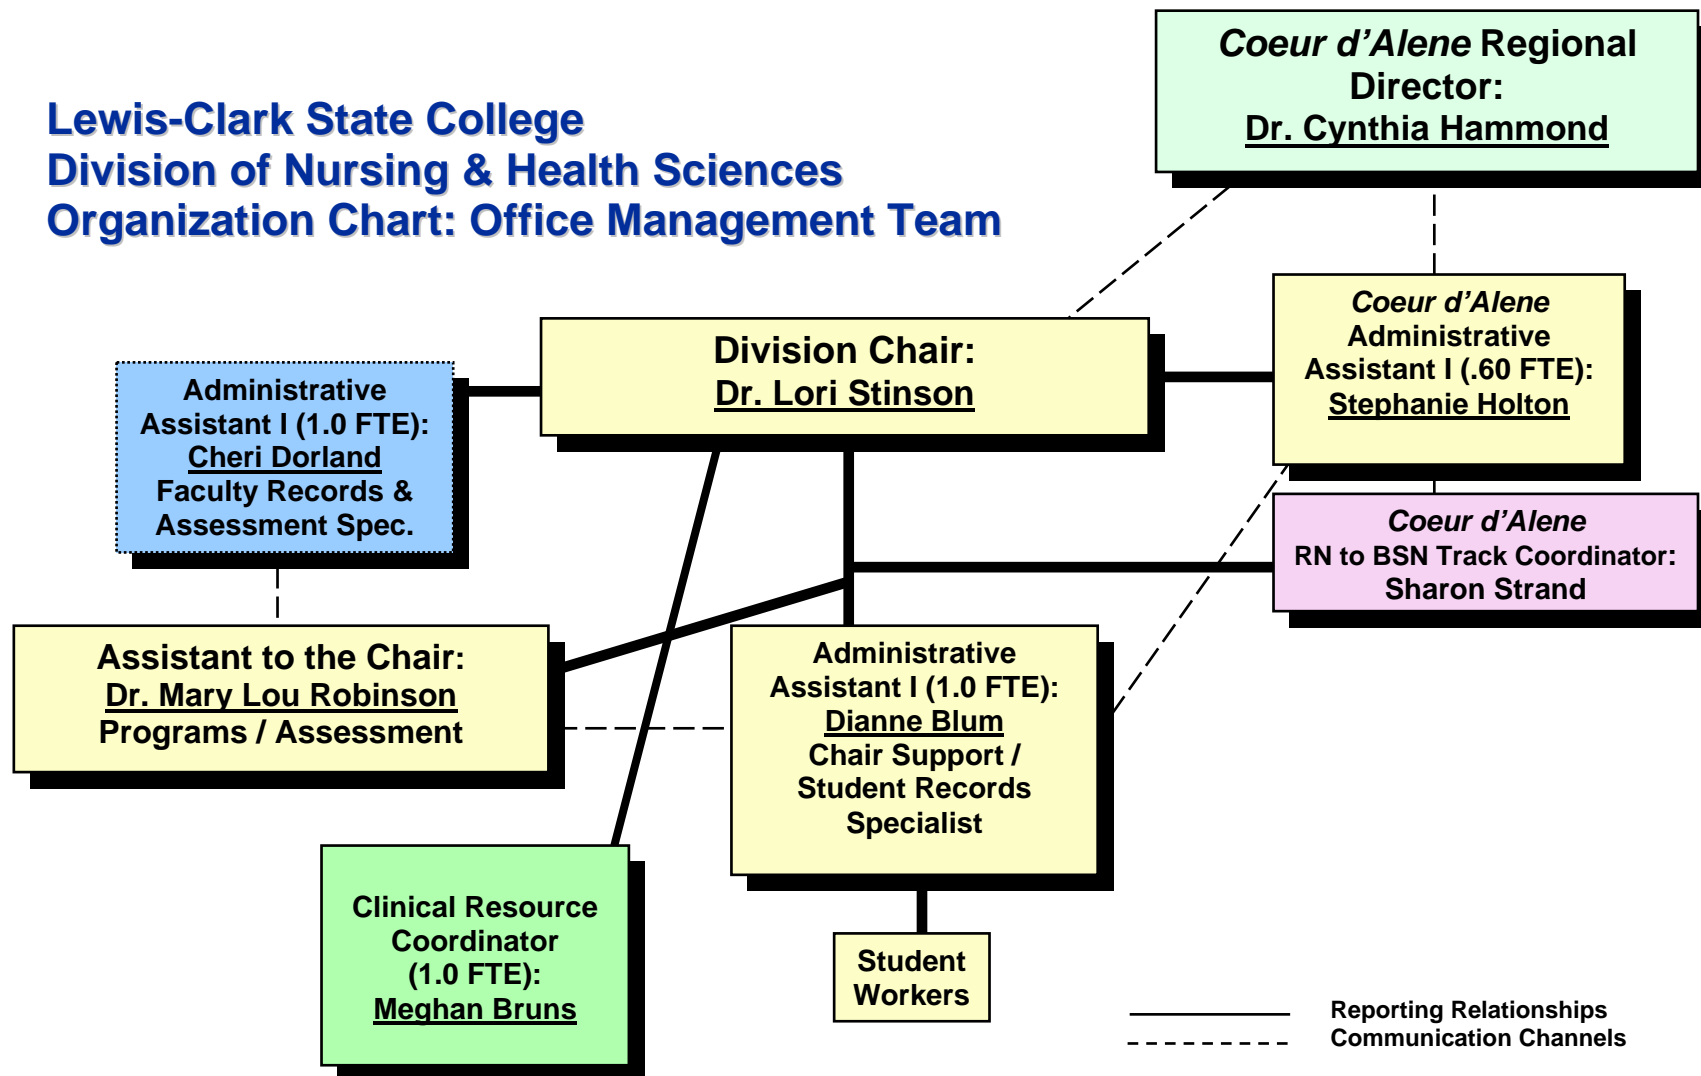 Lewis-Clark State College
Division of Nursing & Health Sciences
Organization Chart: Office Management Team
Coeur d’Alene Regional
Director:
Dr. Cynthia Hammond
Division Chair:
Dr. Lori Stinson
Coeur d’Alene
Administrative
Assistant I (.60 FTE):
Stephanie Holton
Administrative
Assistant I (1.0 FTE):
Cheri Dorland
Faculty Records &
Assessment Spec.
Coeur d’Alene
RN to BSN Track Coordinator:
Sharon Strand
Assistant to the Chair:
Dr. Mary Lou Robinson
Programs / Assessment
Administrative
Assistant I (1.0 FTE):
Dianne Blum
Chair Support /
Student Records
Specialist
Clinical Resource
Coordinator
(1.0 FTE):
Meghan Bruns
Student
Workers
Reporting Relationships
Communication Channels